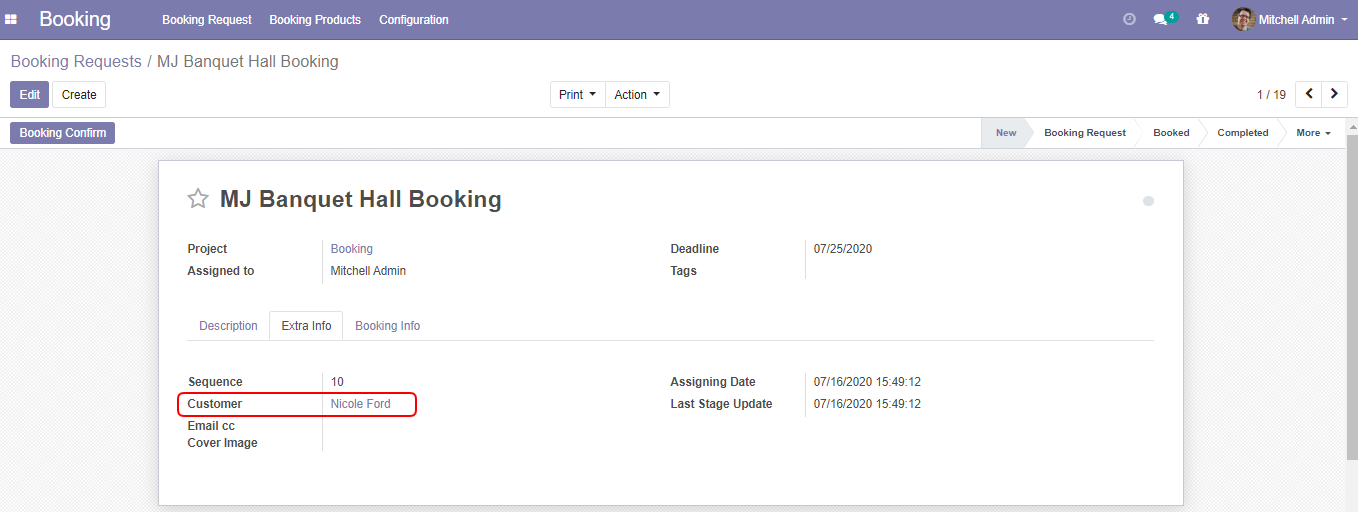 Booking Booking Request Booking Products Configuration 4 Mitchell Admin
Booking Requests / MJ Banquet Hall Booking
Edit Create Print Action 1 / 19
Booking Confirm New Booking Request Booked Completed More
MJ Banquet Hall Booking
Project Booking Deadline 07/25/2020
Assigned to Mitchell Admin Tags
Description Extra Info Booking Info
Sequence 10 Assigning Date 07/16/2020 15:49:12
Customer Nicole Ford Last Stage Update 07/16/2020 15:49:12
Email cc
Cover Image